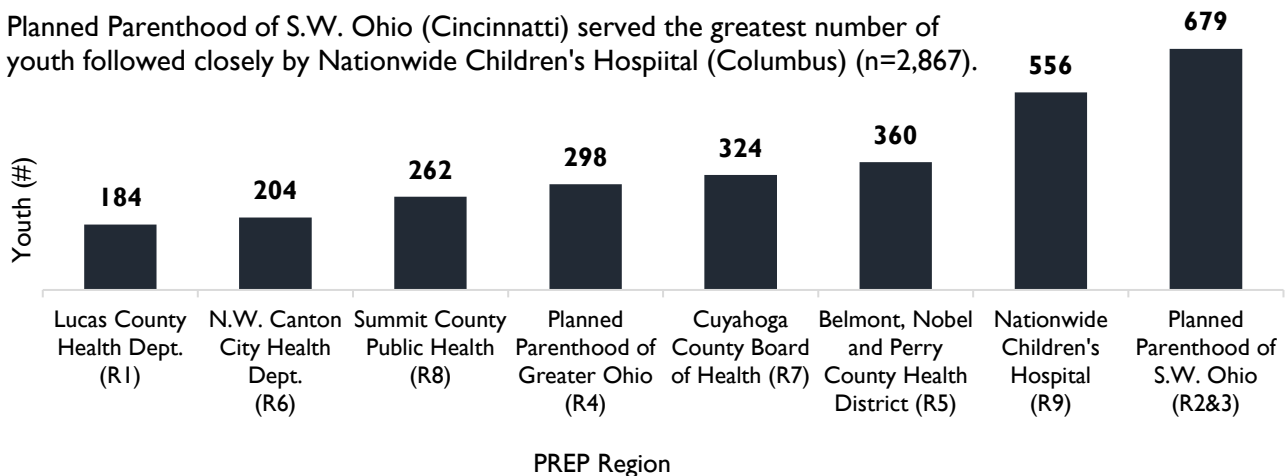 Planned Parenthood of S.W. Ohio (Cincinnatti) served the greatest number of
youth followed closely by Nationwide Children's Hospiital (Columbus) (n=2,867).
679
556
360
324
298
262
204
184
Youth (#)
Lucas County
Health Dept.
(R1)
N.W. Canton
City Health
Dept.
(R6)
Summit County
Public Health
(R8)
Planned
Parenthood of
Greater Ohio
(R4)
Cuyahoga
County Board
of Health (R7)
Belmont, Nobel
and Perry
County Health
District (R5)
Nationwide
Children's
Hospital
(R9)
Planned
Parenthood of
S.W. Ohio
(R2&3)
PREP Region